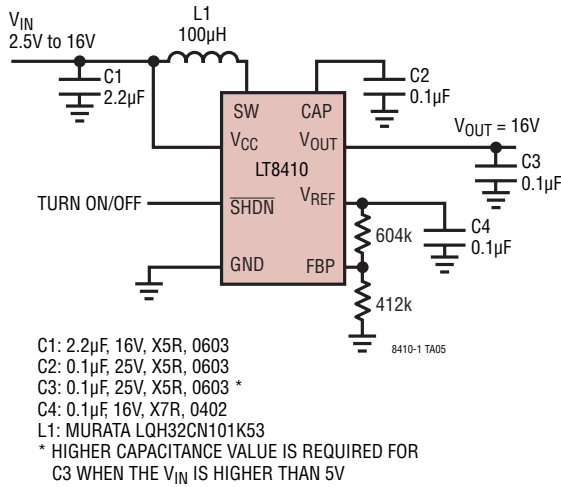 VIN
2.5V to 16V
L1
100µH
C1
2.2µF
C2
0.1µF
SW
CAP
VCC
VOUT
LT8410
VOUT = 16V
C3
0.1µF
TURN ON/OFF
SHDN
VREF
604k
C4
0.1µF
GND
FBP
412k
8410-1 TA05
C1: 2.2µF, 16V, X5R, 0603
C2: 0.1µF, 25V, X5R, 0603
C3: 0.1µF, 25V, X5R, 0603 *
C4: 0.1µF, 16V, X7R, 0402
L1: MURATA LQH32CN101K53
* HIGHER CAPACITANCE VALUE IS REQUIRED FOR
C3 WHEN THE VIN IS HIGHER THAN 5V